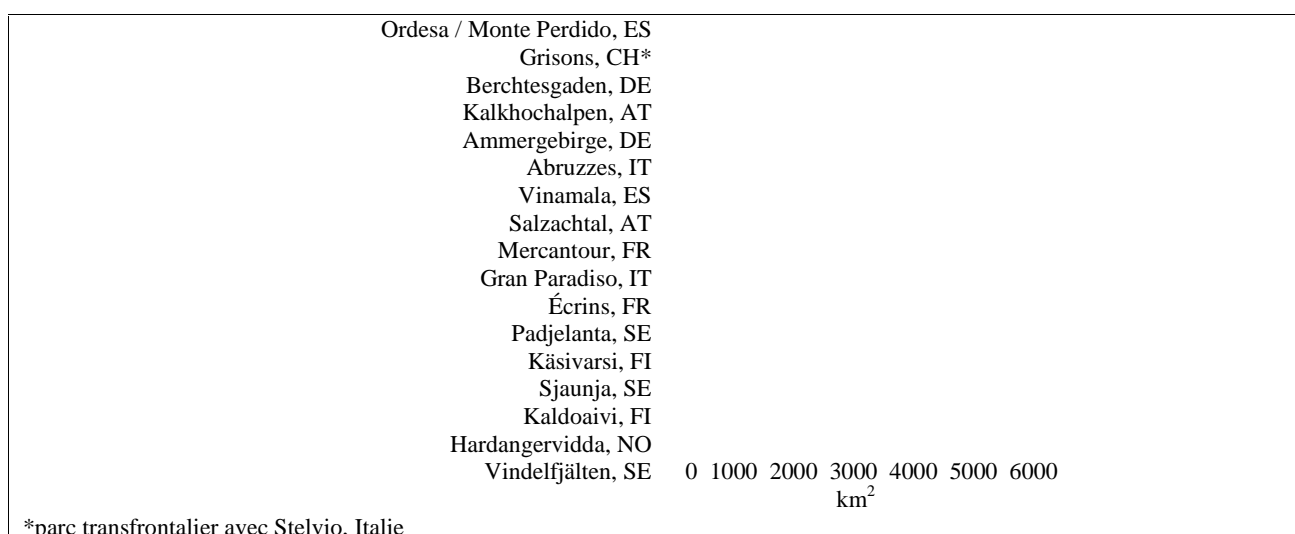 Ordesa / Monte Perdido, ES
Grisons, CH*
Berchtesgaden, DE
Kalkhochalpen, AT
Ammergebirge, DE
Abruzzes, IT
Vinamala, ES
Salzachtal, AT
Mercantour, FR
Gran Paradiso, IT
Écrins, FR
Padjelanta, SE
Käsivarsi, FI
Sjaunja, SE
Kaldoaivi, FI
Hardangervidda, NO
Vindelfjälten, SE 0 1000 2000 3000 4000 5000 6000
km²
*parc transfrontalier avec Stelvio, Italie